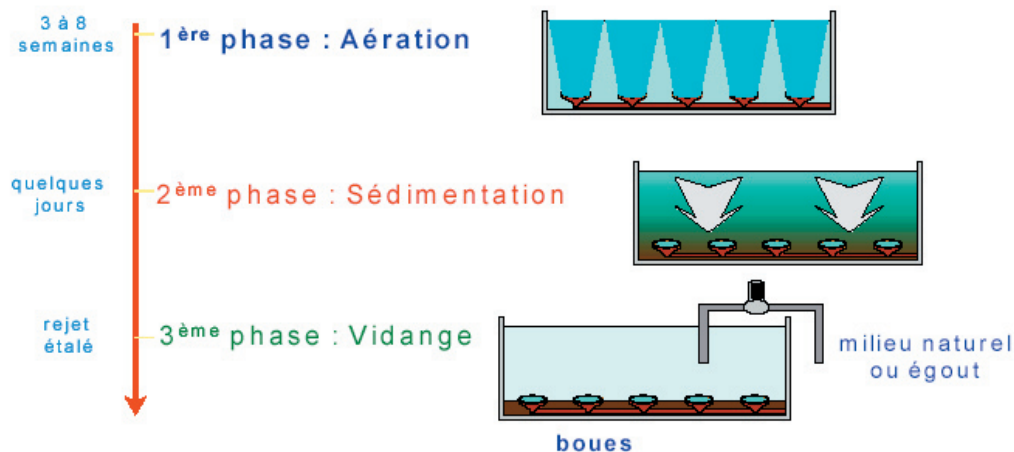 3 à 8
semaines
1ère phase : Aération
quelques
jours
2ème phase : Sédimentation
rejet
étalé
3ème phase : Vidange
milieu naturel
ou égout
boues